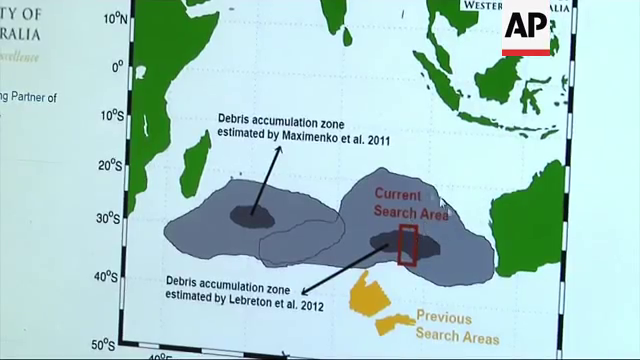 TY OF
RALIA
xcellence
ng Partner of
WESTER
ALIA
AP
10°N
0°
10°S
20°S
30°S
40°S
50°S
40°E
Debris accumulation zone
estimated by Maximenko et al. 2011
Current
Search Area
Debris accumulation zone
estimated by Lebreton et al. 2012
Previous
Search Areas